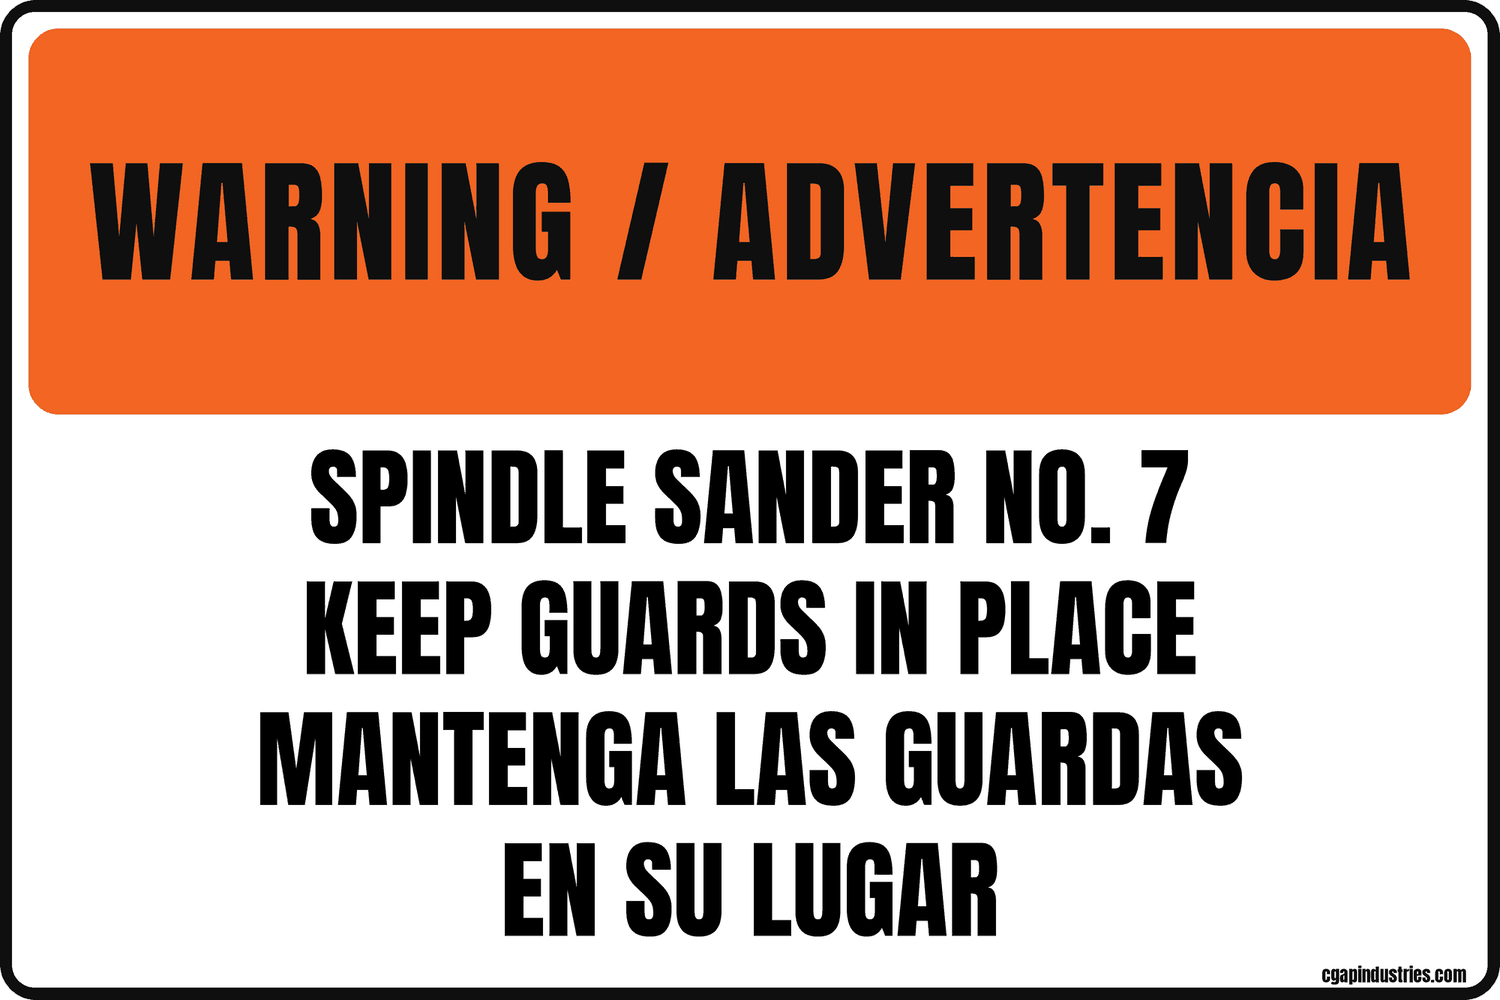 WARNING / ADVERTENCIA
SPINDLE SANDER NO. 7
KEEP GUARDS IN PLACE
MANTENGA LAS GUARDAS
EN SU LUGAR
cgapindustries.com